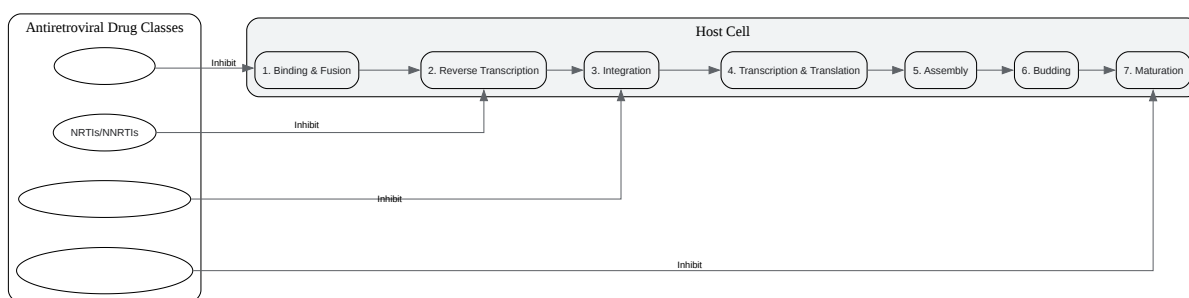 Antiretroviral Drug Classes
Host Cell
Inhibit
1. Binding & Fusion
2. Reverse Transcription
3. Integration
4. Transcription & Translation
5. Assembly
6. Budding
7. Maturation
NRTIs/NNRTIs
Inhibit
Inhibit
Inhibit